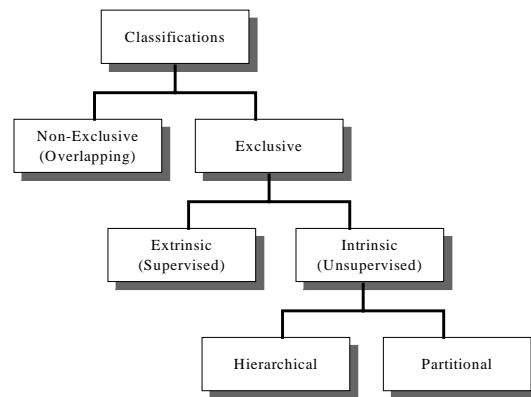 Classifications
Non-Exclusive
(Overlapping)
Exclusive
Extrinsic
(Supervised)
Intrinsic
(Unsupervised)
Hierarchical
Partitional